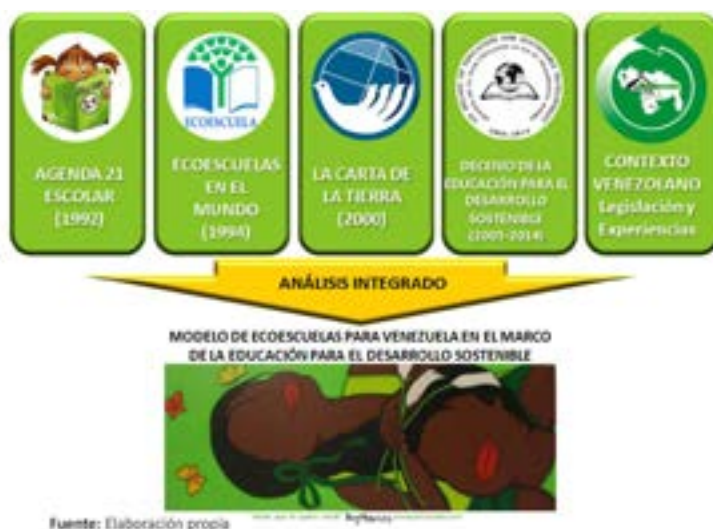 ECOESCUELA
AGENDA 21
ESCOLAR
(1992)
ECOESCUELAS
EN EL
MUNDO
(1994)
LA CARTA DE
LA TIERRA
(2000)
DECENIO DE LA
EDUCACIÓN PARA EL
DESARROLLO
SOSTENIBLE
(2005-2014)
CONTEXTO
VENEZOLANO
Legislación y
Experiencias
ANÁLISIS INTEGRADO
MODELO DE ECOESCUELAS PARA VENEZUELA EN EL MARCO
DE LA EDUCACIÓN PARA EL DESARROLLO SOSTENIBLE
Fuente: Elaboración propia